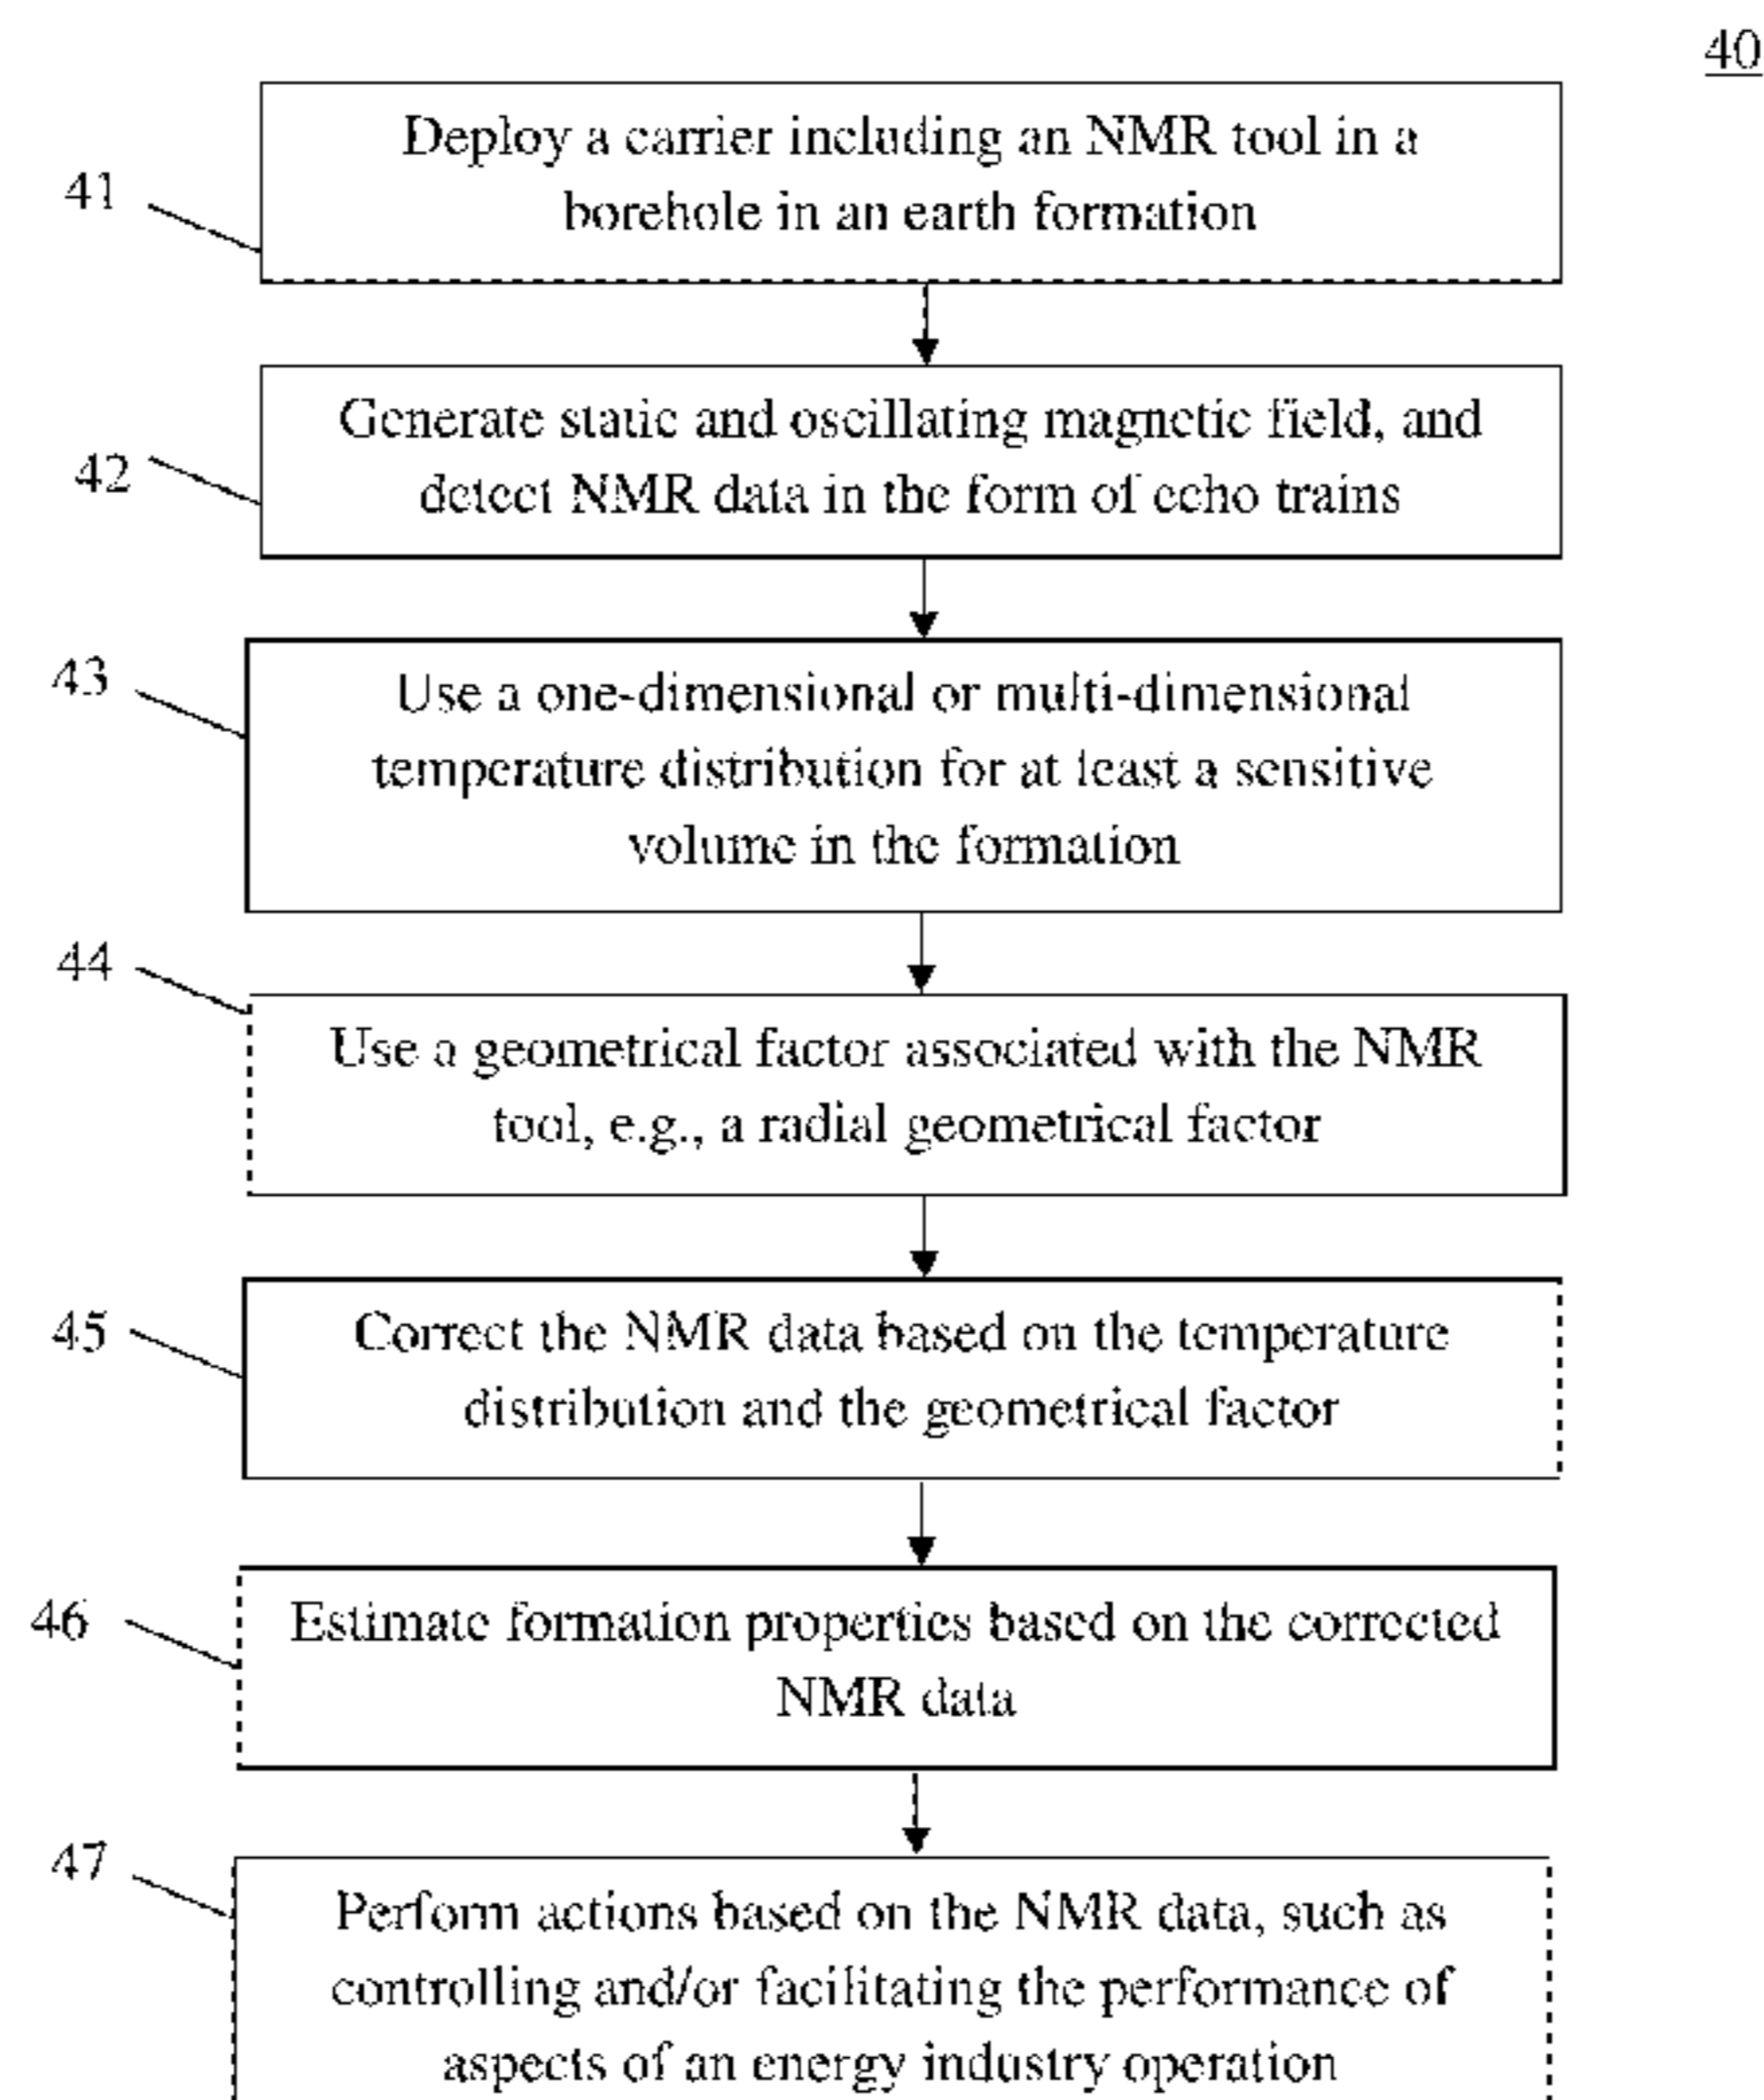 40
41
Deploy a carrier including an NMR tool in a
borehole in an earth formation
42
Generate static and oscillating magnetic field, and
detect NMR data in the form of echo trains
43
Use a one-dimensional or multi-dimensional
temperature distribution for at least a sensitive
volume in the formation
44
Use a geometrical factor associated with the NMR
tool, e.g., a radial geometrical factor
45
Correct the NMR data based on the temperature
distribution and the geometrical factor
46
Estimate formation properties based on the corrected
NMR data
47
Perform actions based on the NMR data, such as
controlling and/or facilitating the performance of
aspects of an energy industry operation